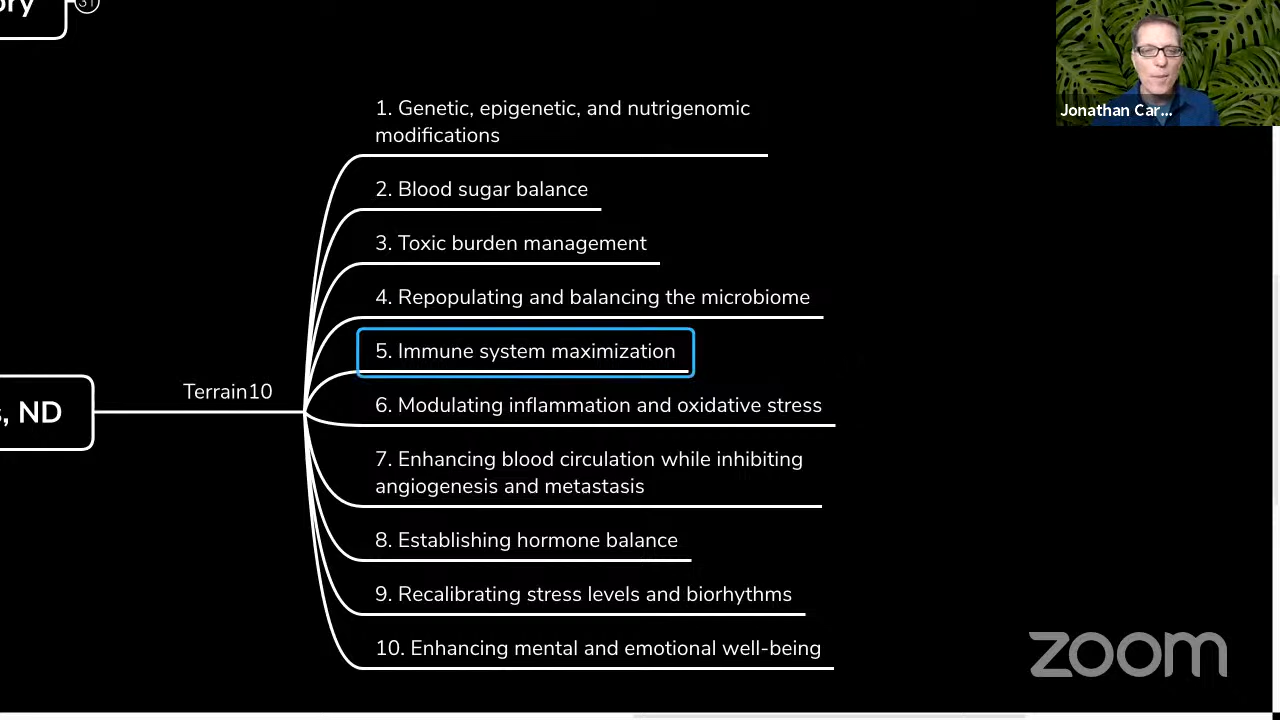 ory
31
Jonathan Car...
1. Genetic, epigenetic, and nutrigenomic
modifications
2. Blood sugar balance
3. Toxic burden management
4. Repopulating and balancing the microbiome
5. Immune system maximization
Terrain10
s, ND
6. Modulating inflammation and oxidative stress
7. Enhancing blood circulation while inhibiting
angiogenesis and metastasis
8. Establishing hormone balance
9. Recalibrating stress levels and biorhythms
10. Enhancing mental and emotional well-being
zoom